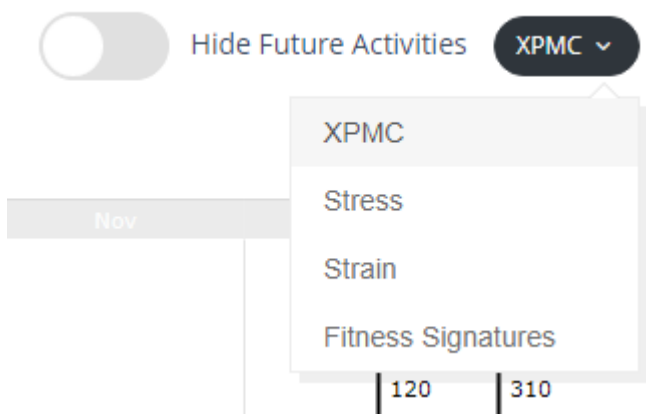 Hide Future Activities XPMC
XPMC
Stress
Nov
Strain
Fitness Signatures
120 310